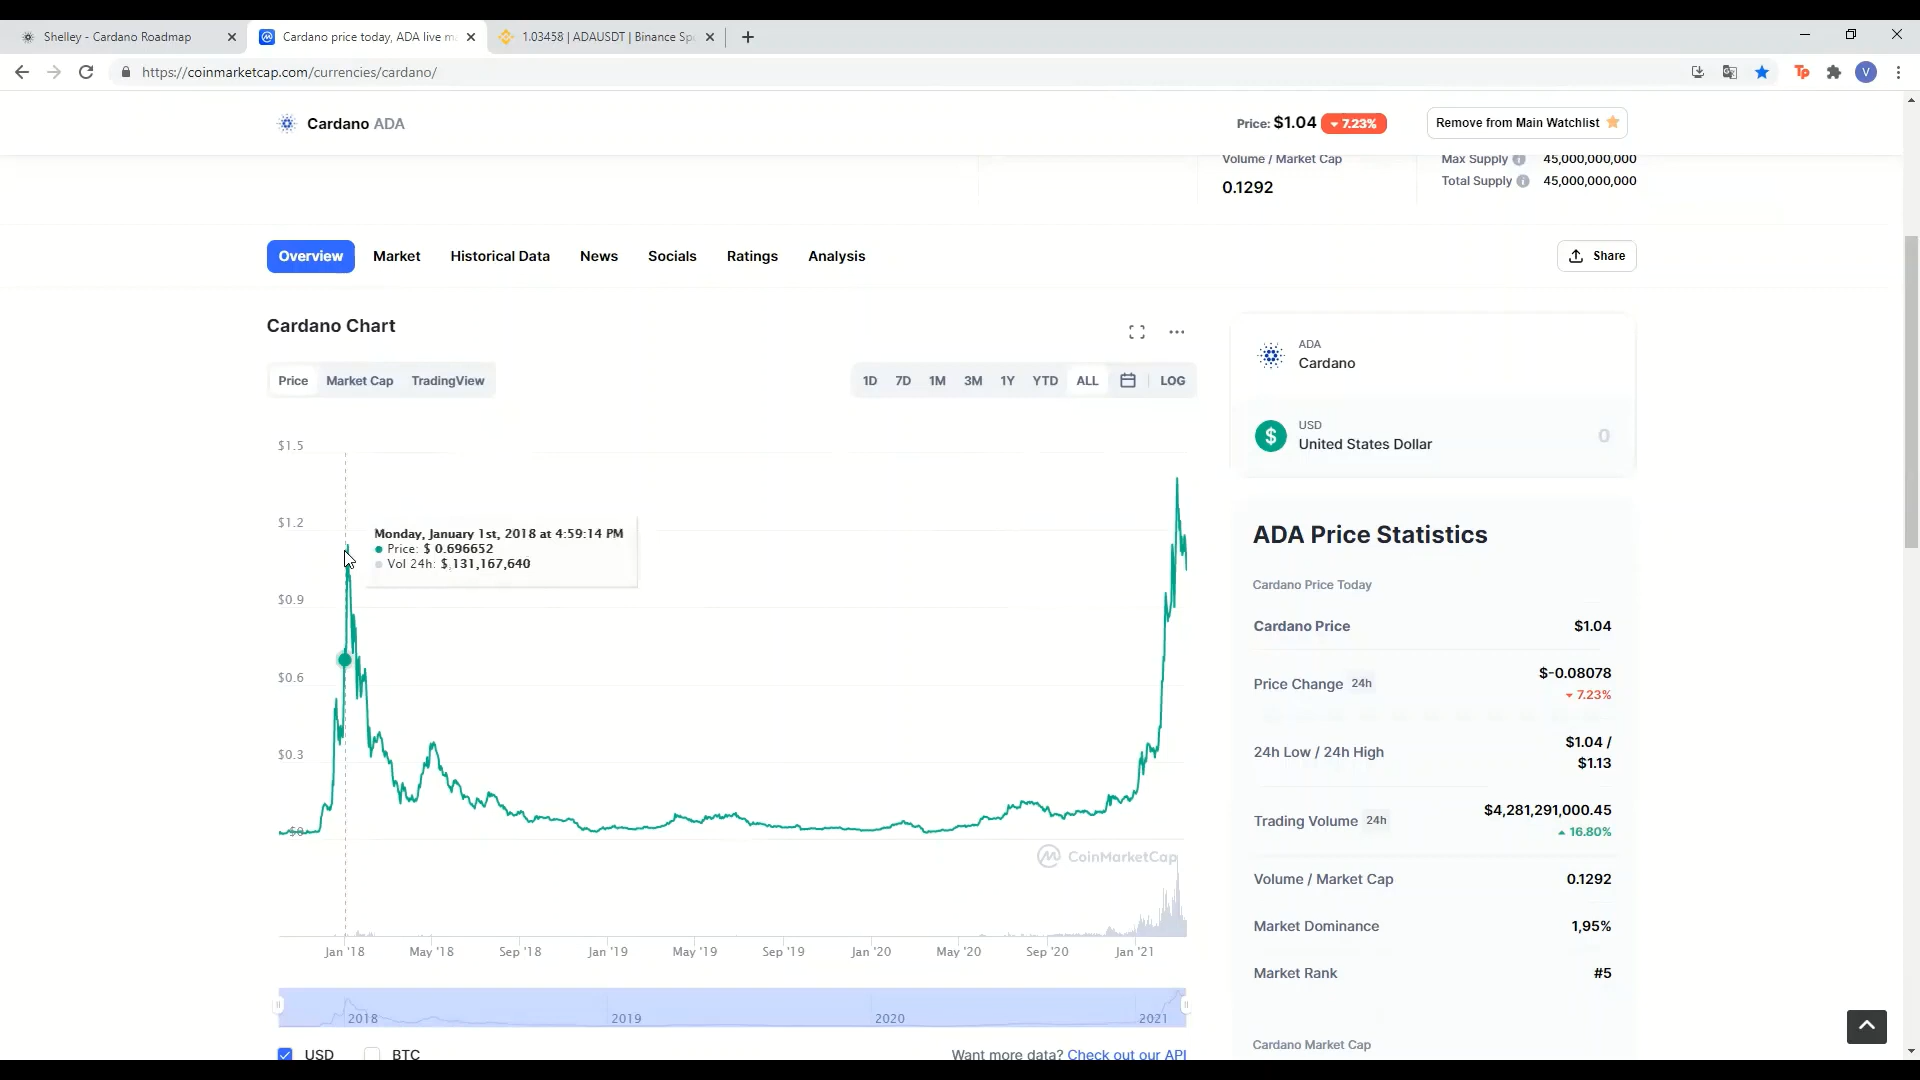 Shelley - Cardano Roadmap
Cardano price today, ADA live m
1.03458 | ADAUSDT | Binance Sp
https://coinmarketcap.com/currencies/cardano/
Tp
V
Cardano ADA
Price: $1.04 7.23%
Remove from Main Watchlist
Volume / Market Cap
0.1292
Max Supply 45,000,000,000
Total Supply 45,000,000,000
Overview Market Historical Data News Socials Ratings Analysis
Share
Cardano Chart
Price Market Cap TradingView
1D 7D 1M 3M 1Y YTD ALL LOG
$1.5
$1.2
$0.9
$0.6
$0.3
$0
Monday, January 1st, 2018 at 4:59:14 PM
Price: $ 0.696652
Vol 24h: $ 131,167,640
CoinMarketCap
Jan '18 May '18 Sep '18 Jan '19 May '19 Sep '19 Jan '20 May '20 Sep '20 Jan '21
2018 2019 2020 2021
USD BTC
Want more data? Check out our API
ADA
Cardano
USD
United States Dollar
0
ADA Price Statistics
Cardano Price Today
Cardano Price $1.04
Price Change 24h $-0.08078
7.23%
24h Low / 24h High $1.04 /
$1.13
Trading Volume 24h $4,281,291,000.45
16.80%
Volume / Market Cap 0.1292
Market Dominance 1,95%
Market Rank #5
Cardano Market Cap